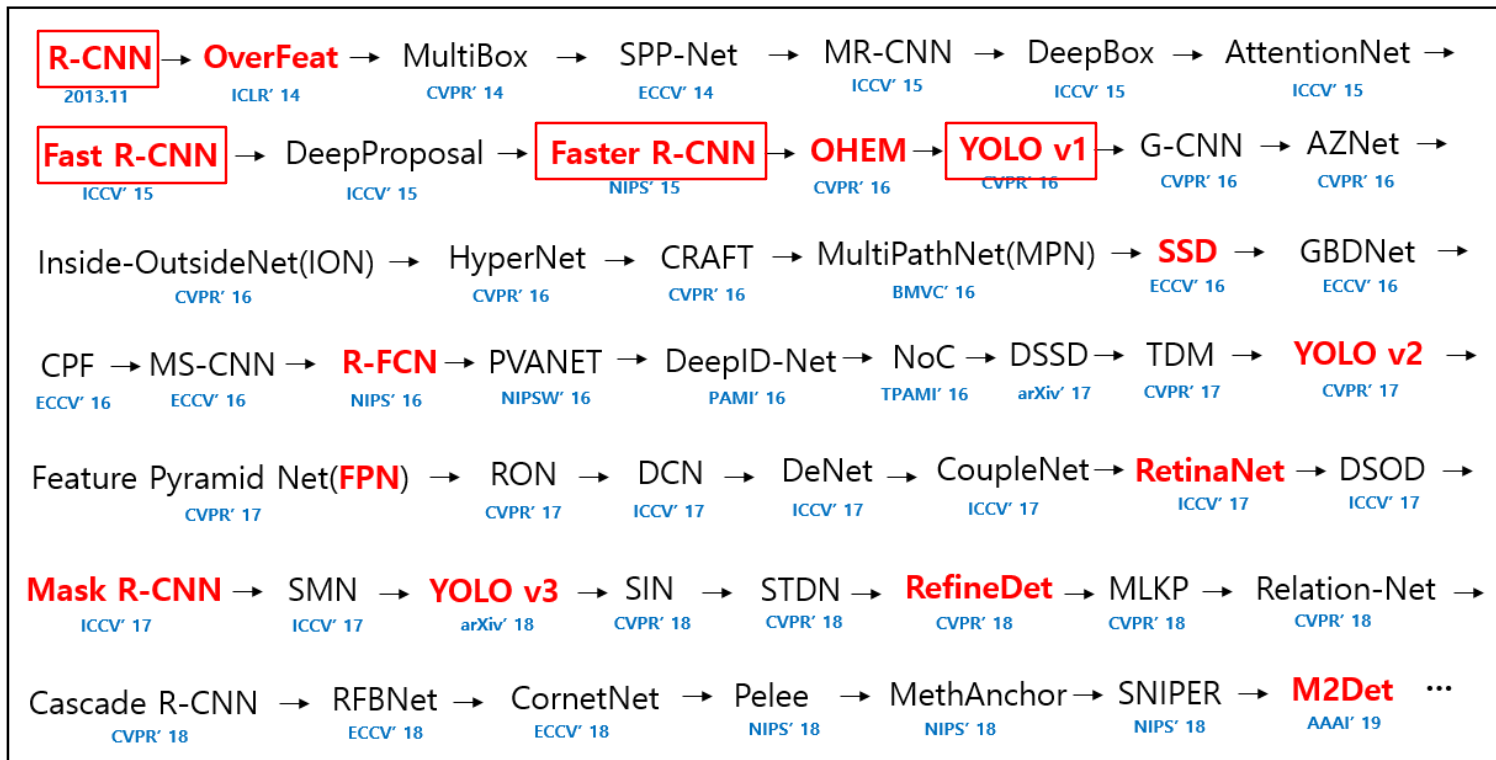 R-CNN → OverFeat → MultiBox → SPP-Net → MR-CNN → DeepBox → AttentionNet →
2013.11 ICLR' 14 CVPR' 14 ECCV' 14 ICCV' 15 ICCV' 15 ICCV' 15
Fast R-CNN → DeepProposal → Faster R-CNN → OHEM → YOLO v1 → G-CNN → AZNet →
ICCV' 15 ICCV' 15 NIPS' 15 CVPR' 16 CVPR' 16 CVPR' 16 CVPR' 16
Inside-OutsideNet(ION) → HyperNet → CRAFT → MultiPathNet(MPN) → SSD → GBDNet →
CVPR' 16 CVPR' 16 CVPR' 16 BMVC' 16 ECCV' 16 ECCV' 16
CPF → MS-CNN → R-FCN → PVANET → DeepID-Net → NoC → DSSD → TDM → YOLO v2 →
ECCV' 16 ECCV' 16 NIPS' 16 NIPSW' 16 PAMI' 16 TPAMI' 16 arXiv' 17 CVPR' 17 CVPR' 17
Feature Pyramid Net(FPN) → RON → DCN → DeNet → CoupleNet → RetinaNet → DSOD →
CVPR' 17 CVPR' 17 ICCV' 17 ICCV' 17 ICCV' 17 ICCV' 17 ICCV' 17
Mask R-CNN → SMN → YOLO v3 → SIN → STDN → RefineDet → MLKP → Relation-Net →
ICCV' 17 ICCV' 17 arXiv' 18 CVPR' 18 CVPR' 18 CVPR' 18 CVPR' 18 CVPR' 18
Cascade R-CNN → RFBNet → CornetNet → Pelee → MethAnchor → SNIPER → M2Det ···
CVPR' 18 ECCV' 18 ECCV' 18 NIPS' 18 NIPS' 18 NIPS' 18 AAAI' 19